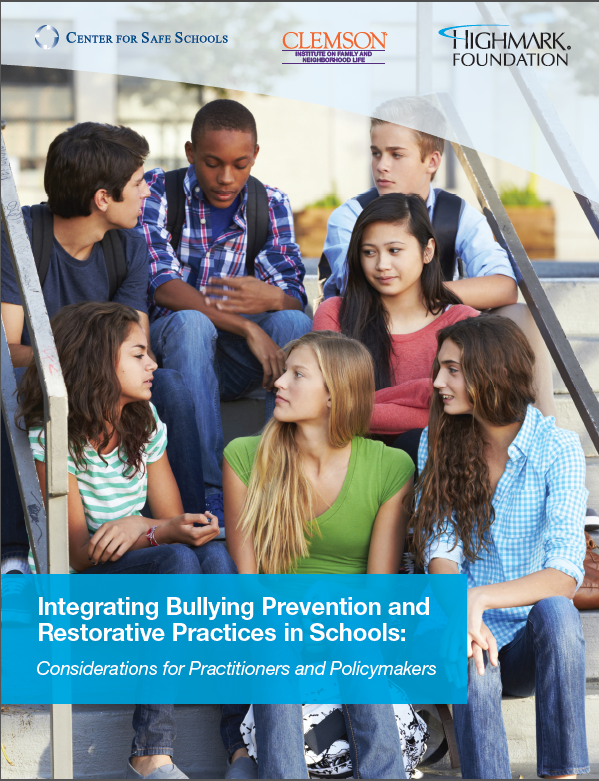 CENTER FOR SAFE SCHOOLS
CLEMSON
INSTITUTE ON FAMILY AND
NEIGHBORHOOD LIFE
HIGHMARK®
FOUNDATION
Integrating Bullying Prevention and
Restorative Practices in Schools:
Considerations for Practitioners and Policymakers